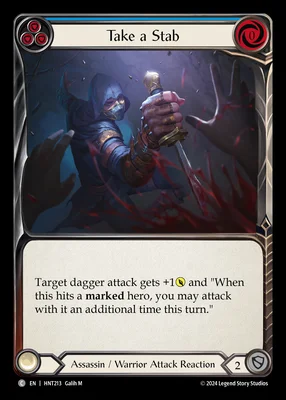 Take a Stab
0
Target dagger attack gets +1 and "When
this hits a marked hero, you may attack
with it an additional time this turn."
Assassin / Warrior Attack Reaction
2
C EN | HNT213 Galih M
© 2024 Legend Story Studios